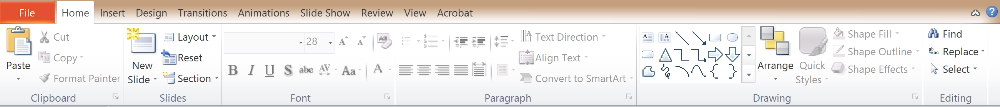 File Home Insert Design Transitions Animations Slide Show Review View Acrobat
Paste
Cut
Copy
Format Painter
Clipboard
New
Slide
Layout
Reset
Section
Slides
28
Font
Text Direction
Align Text
Convert to SmartArt
Paragraph
Arrange
Quick
Styles
Shape Fill
Shape Outline
Shape Effects
Drawing
Find
Replace
Select
Editing